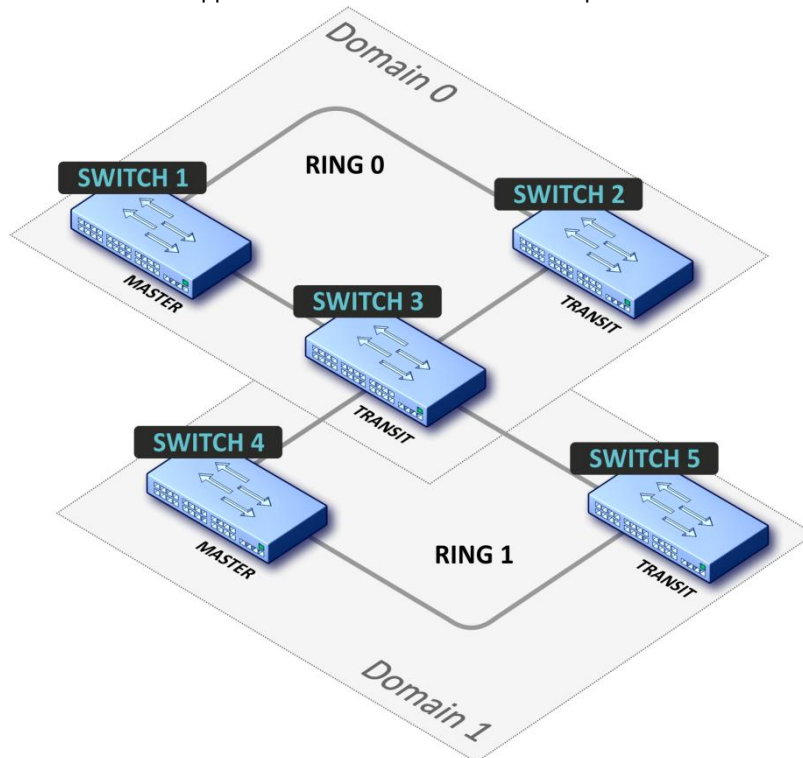 Domain 0
RING 0
SWITCH 1
SWITCH 2
MASTER
SWITCH 3
TRANSIT
TRANSIT
SWITCH 4
SWITCH 5
RING 1
MASTER
TRANSIT
Domain 1